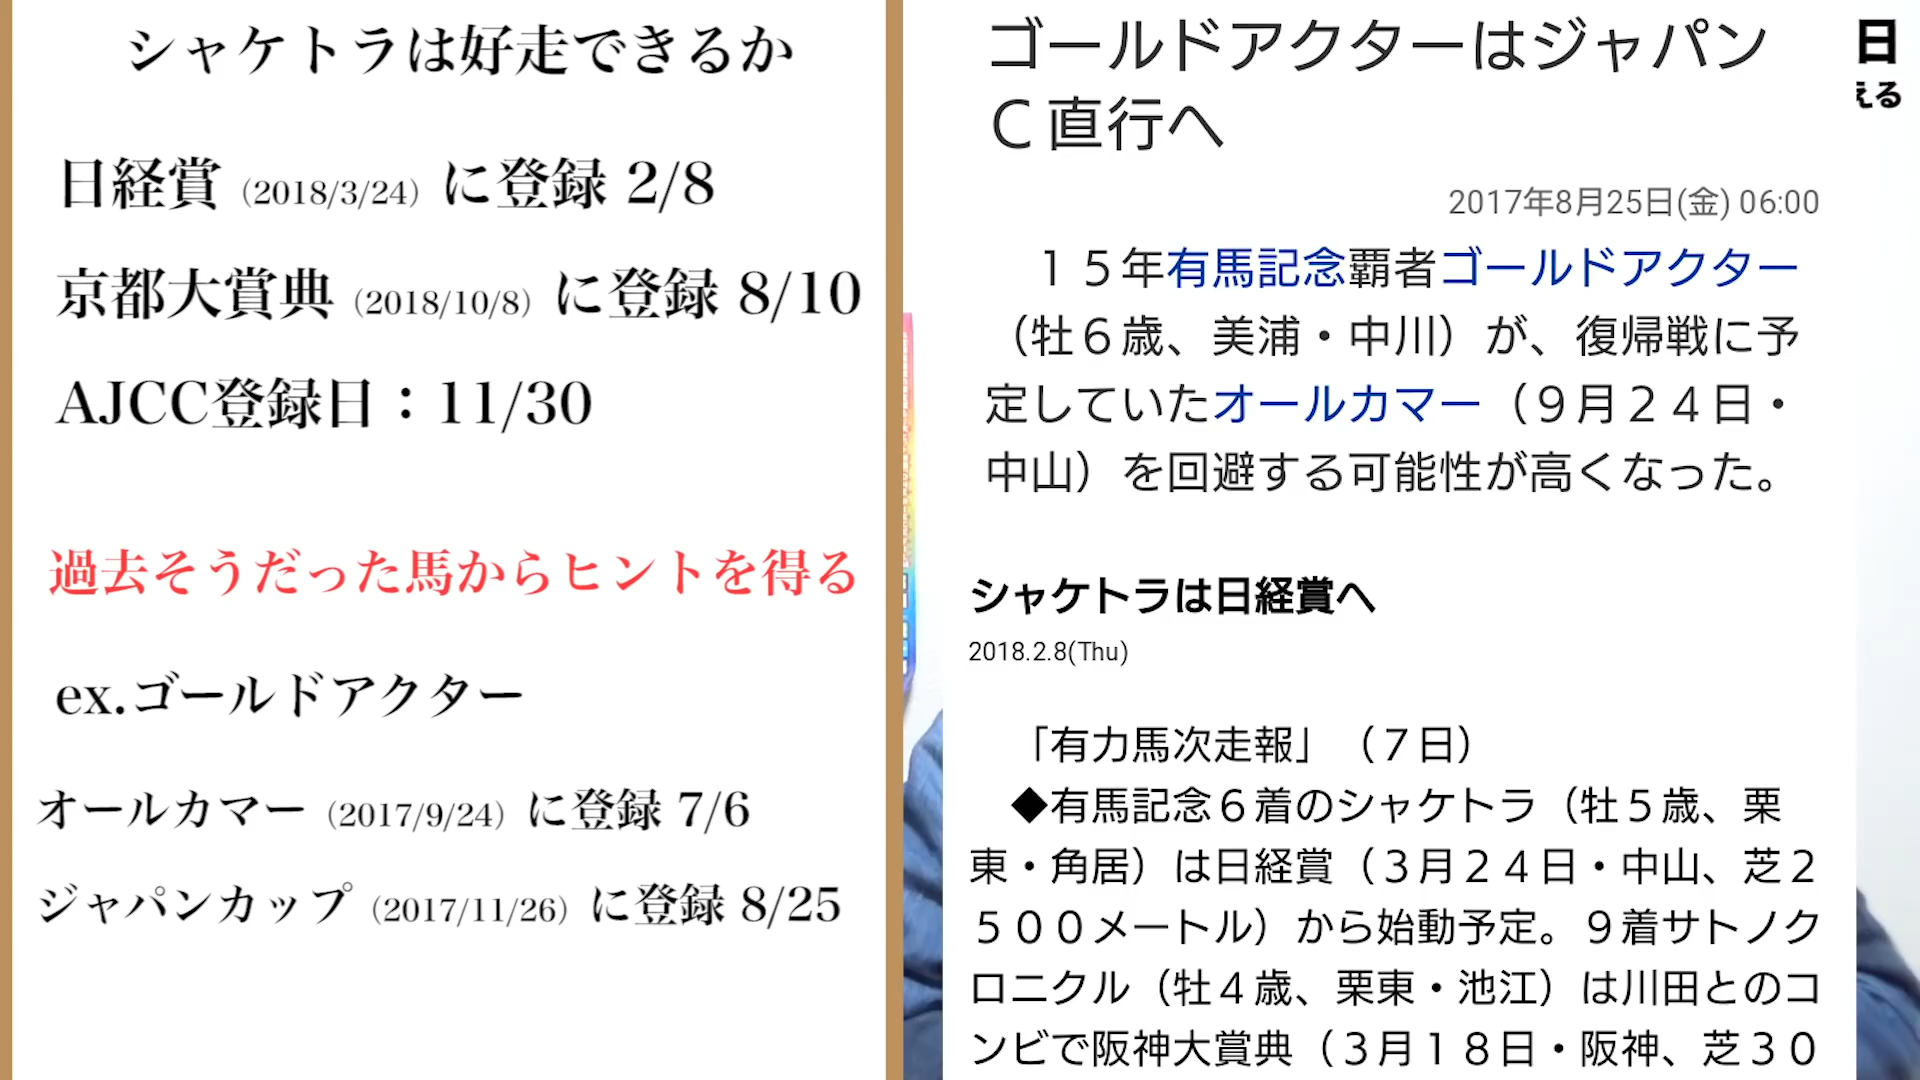 シャケトラは好走できるか
日経賞（2018/3/24）に登録 2/8
京都大賞典（2018/10/8）に登録 8/10
AJCC登録日：11/30
過去そうだった馬からヒントを得る
ex.ゴールドアクター
オールカマー（2017/9/24）に登録 7/6
ジャパンカップ（2017/11/26）に登録 8/25
ゴールドアクターはジャパン
Ｃ直行へ
2017年8月25日(金) 06:00
１５年有馬記念覇者ゴールドアクター
（牡６歳、美浦・中川）が、復帰戦に予
定していたオールカマー（９月２４日・
中山）を回避する可能性が高くなった。
シャケトラは日経賞へ
2018.2.8(Thu)
「有力馬次走報」（７日）
◆有馬記念６着のシャケトラ（牡５歳、栗
東・角居）は日経賞（３月２４日・中山、芝２
５００メートル）から始動予定。９着サトノク
ロニクル（牡４歳、栗東・池江）は川田とのコ
ンビで阪神大賞典（３月１８日・阪神、芝３０
日
える